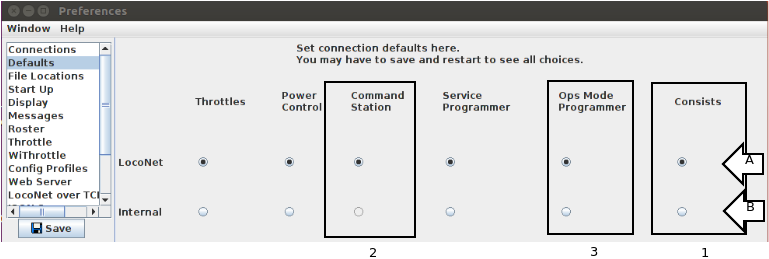 Preferences
Window Help
Connections
Defaults
File Locations
Start Up
Display
Messages
Roster
Throttle
WiThrottle
Config Profiles
Web Server
LocoNet over TCI
Save
Set connection defaults here.
You may have to save and restart to see all choices.
Throttles
Power
Control
Command
Station
Service
Programmer
Ops Mode
Programmer
Consists
LocoNet
A
Internal
B
2
3
1